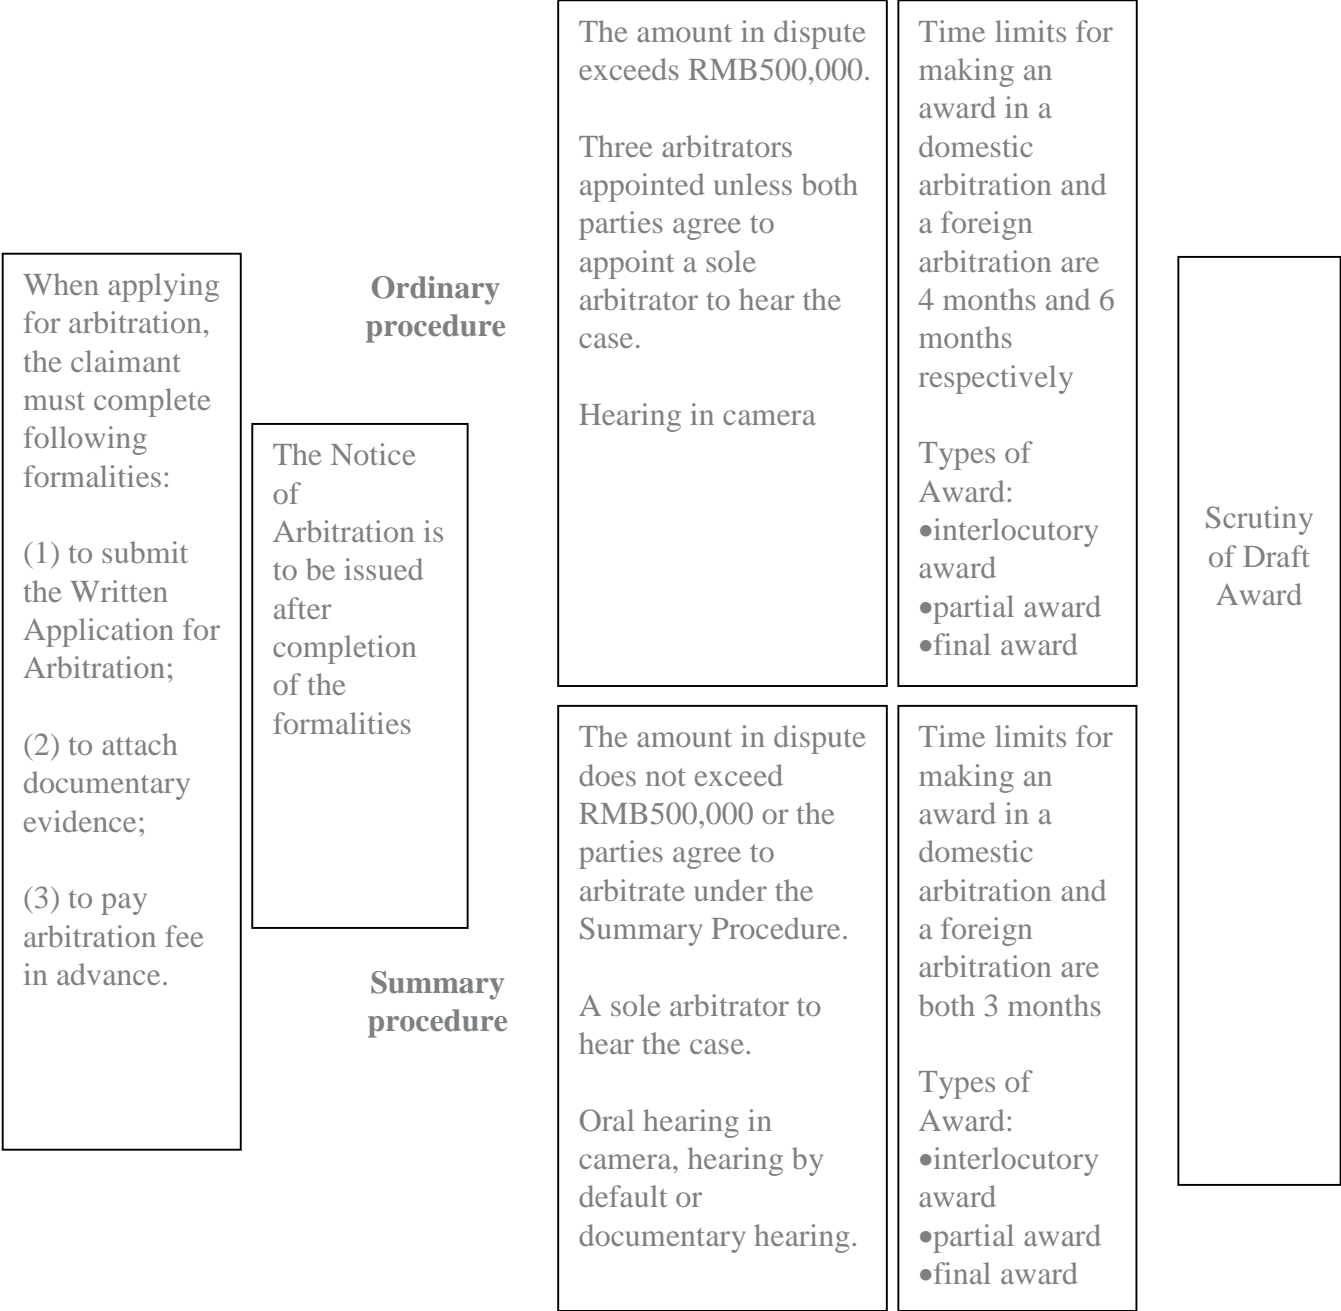 When applying
for arbitration,
the claimant
must complete
following
formalities:
(1) to submit
the Written
Application for
Arbitration;
(2) to attach
documentary
evidence;
(3) to pay
arbitration fee
in advance.
The Notice
of
Arbitration is
to be issued
after
completion
of the
formalities
Ordinary
procedure
The amount in dispute
exceeds RMB500,000.
Three arbitrators
appointed unless both
parties agree to
appoint a sole
arbitrator to hear the
case.
Hearing in camera
Time limits for
making an
award in a
domestic
arbitration and
a foreign
arbitration are
4 months and 6
months
respectively
Types of
Award:
•interlocutory
award
•partial award
•final award
Summary
procedure
The amount in dispute
does not exceed
RMB500,000 or the
parties agree to
arbitrate under the
Summary Procedure.
A sole arbitrator to
hear the case.
Oral hearing in
camera, hearing by
default or
documentary hearing.
Time limits for
making an
award in a
domestic
arbitration and
a foreign
arbitration are
both 3 months
Types of
Award:
•interlocutory
award
•partial award
•final award
Scrutiny
of Draft
Award